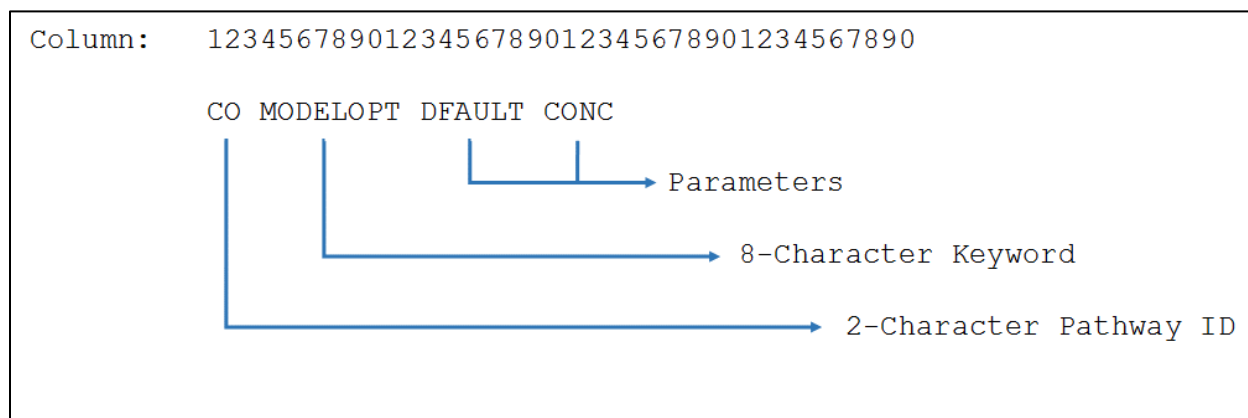 Column: 1234567890123456789012345678901234567890
CO MODELOPT DFAULT CONC
Parameters
8-Character Keyword
2-Character Pathway ID